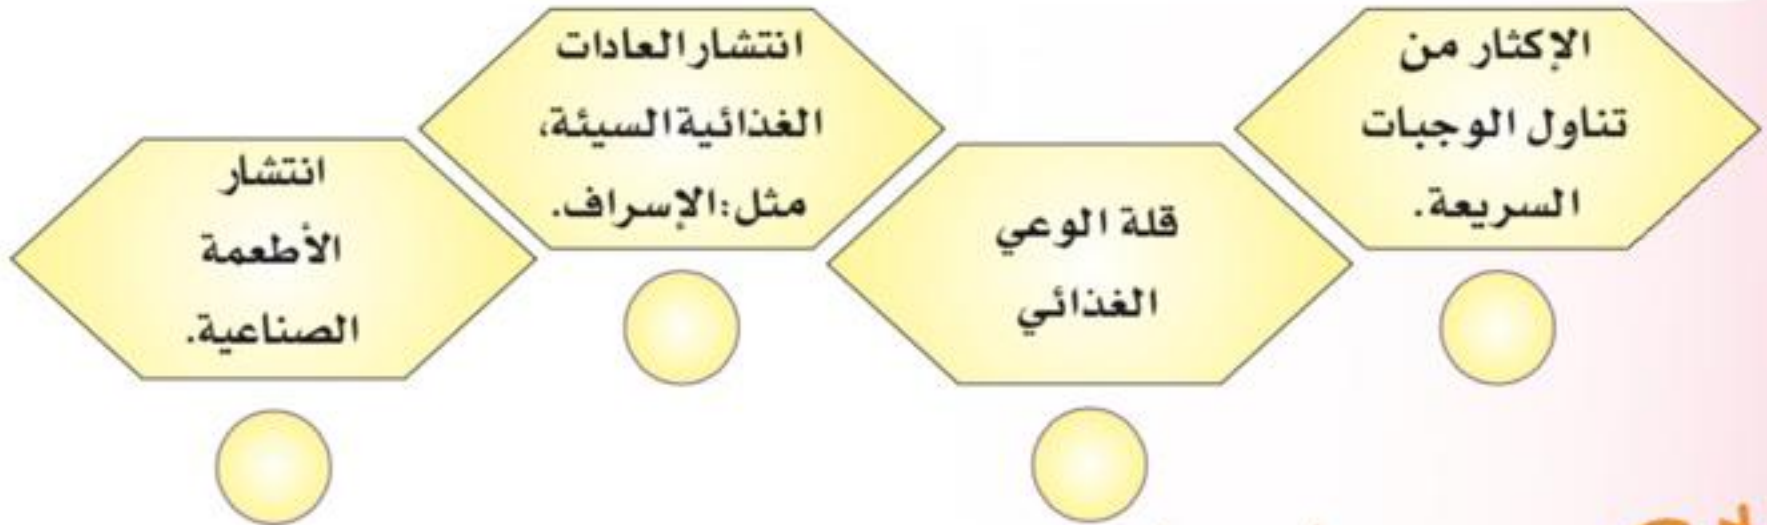 الإكثار من
تناول الوجبات
السريعة.
قلة الوعي
الغذائي
انتشار العادات
الغذائية السيئة،
مثل: الإسراف.
انتشار
الأطعمة
الصناعية.